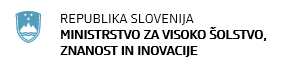 REPUBLIKA SLOVENIJA
MINISTRSTVO ZA VISOKO ŠOLSTVO,
ZNANOST IN INOVACIJE